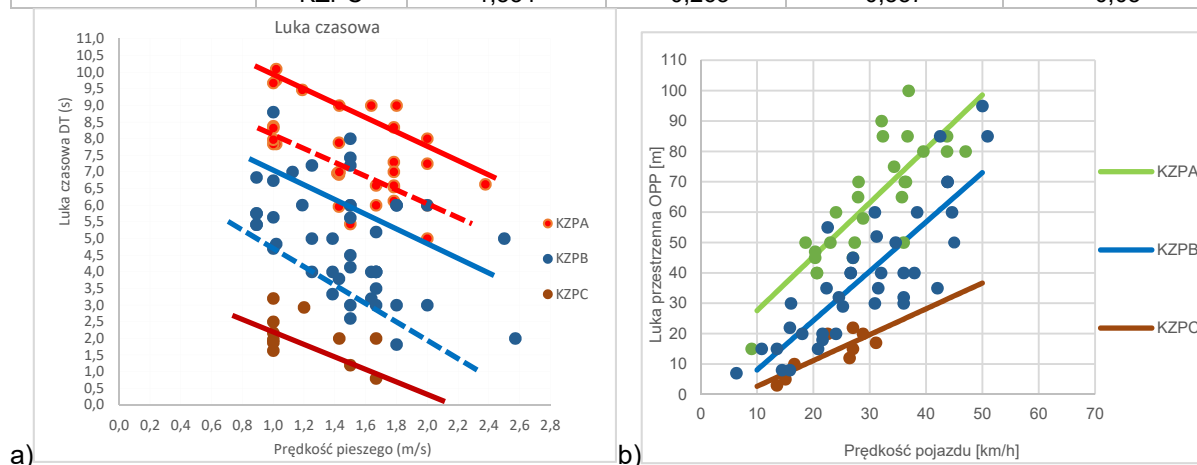 KZPC
Luka czasowa
11,0
10,5
10,0
9,5
9,0
8,5
8,0
7,5
7,0
6,5
6,0
5,5
5,0
4,5
4,0
3,5
3,0
2,5
2,0
1,5
1,0
0,5
0,0
Luka czasowa DT (s)
0,0 0,2 0,4 0,6 0,8 1,0 1,2 1,4 1,6 1,8 2,0 2,2 2,4 2,6 2,8
Prędkość pieszego (m/s)
KZPA
KZPB
KZPC
a)
110
100
90
80
70
60
50
40
30
20
10
0
Luka przestrzenna OPP [m]
0 10 20 30 40 50 60 70
Prędkość pojazdu [km/h]
KZPA
KZPB
KZPC
b)